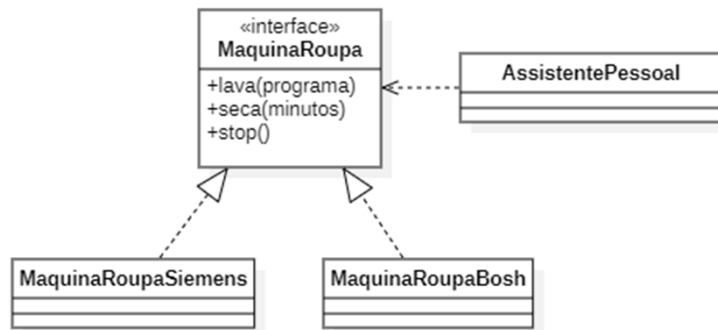 «interface»
MaquinaRoupa
+lava(programa)
+seca(minutos)
+stop()
AssistentePessoal
MaquinaRoupaSiemens
MaquinaRoupaBosh